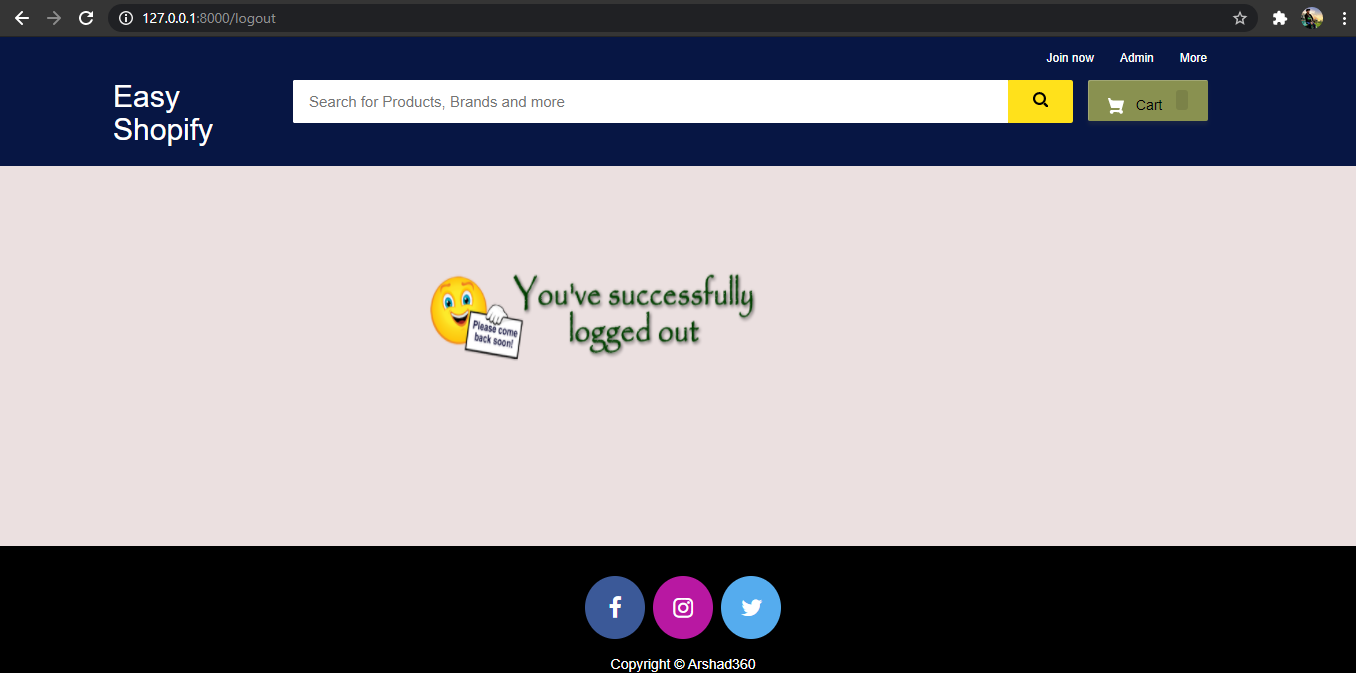 127.0.0.1:8000/logout
Join now Admin More
Easy
Shopify
Search for Products, Brands and more
Cart
You've successfully
logged out
Please come
back soon!
Copyright © Arshad360